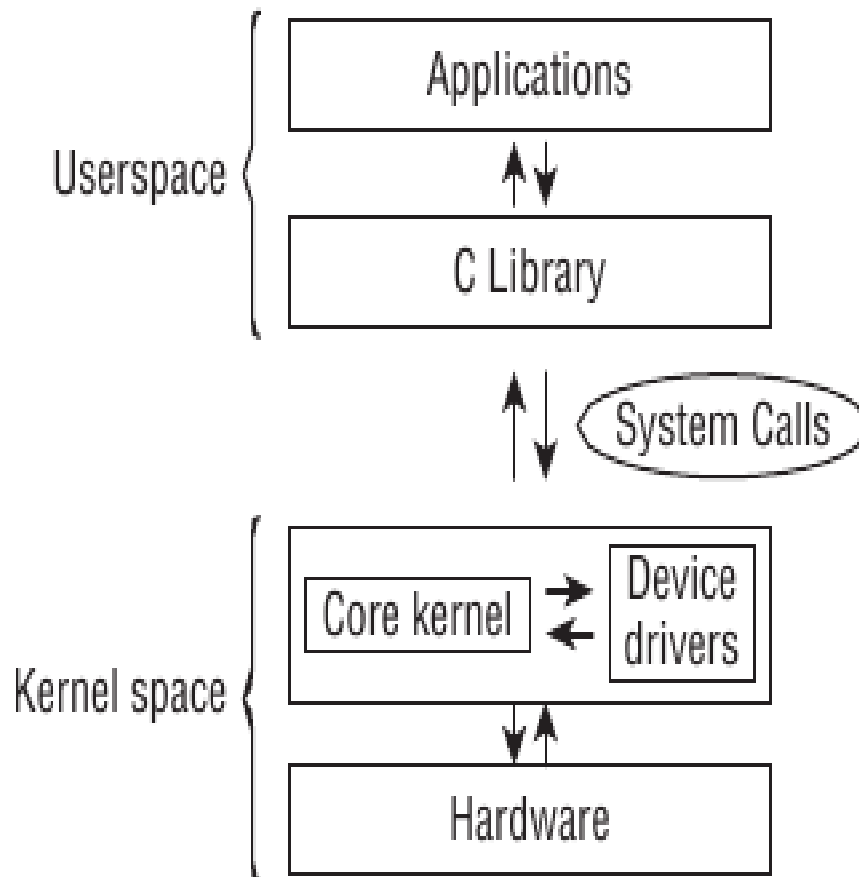 Applications
Userspace
C Library
System Calls
Core kernel
Device
drivers
Kernel space
Hardware